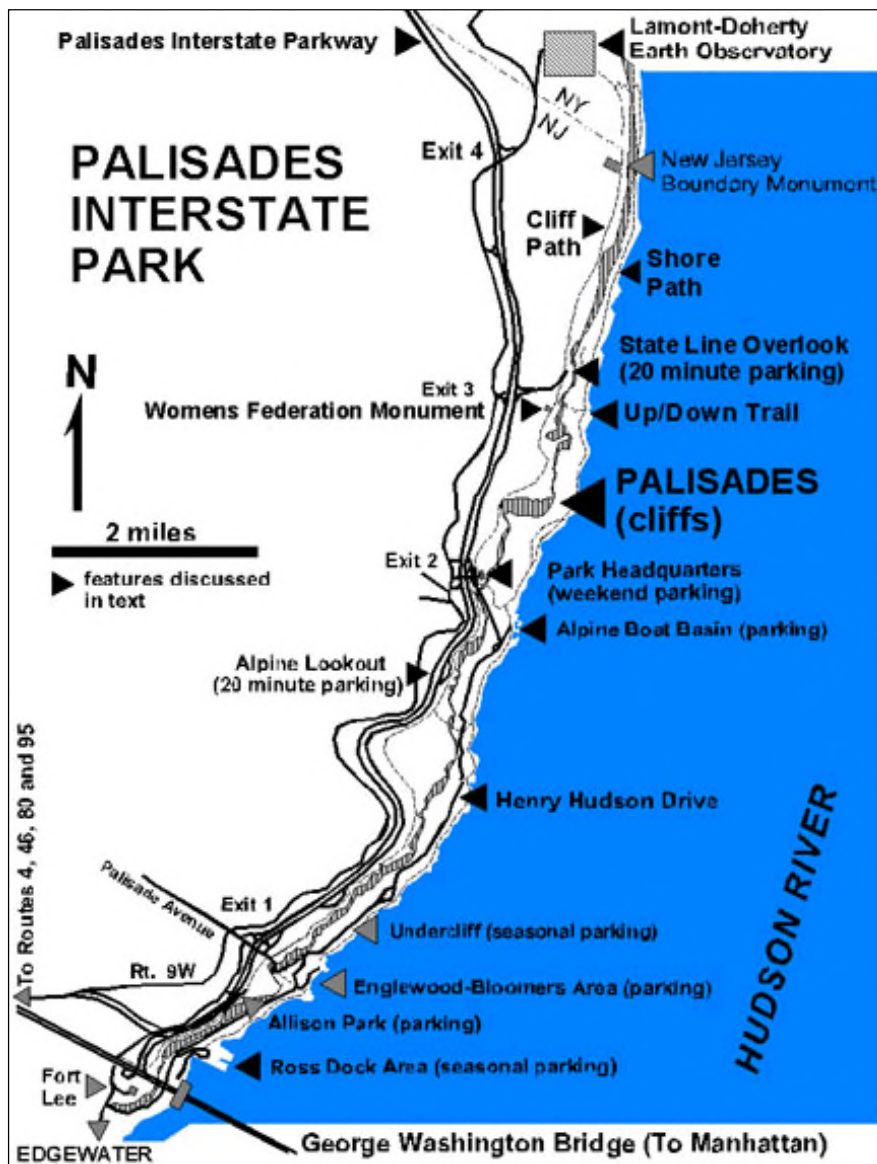 Palisades Interstate Parkway
Lamont-Doherty
Earth Observatory
NY
NJ
PALISADES
INTERSTATE
PARK
Exit 4
New Jersey
Boundary Monument
Cliff
Path
Shore
Path
N
State Line Overlook
(20 minute parking)
Exit 3
Womens Federation Monument
Up/Down Trail
PALISADES
(cliffs)
2 miles
Exit 2
features discussed
in text
Park Headquarters
(weekend parking)
Alpine Boat Basin (parking)
Alpine Lookout
(20 minute parking)
To Routes 4, 46, 80 and 95
Henry Hudson Drive
HUDSON RIVER
Palisade Avenue
Exit 1
Undercliff (seasonal parking)
Rt. 9W
Englewood-Bloomers Area (parking)
Allison Park (parking)
Ross Dock Area (seasonal parking)
Fort
Lee
EDGEWATER
George Washington Bridge (To Manhattan)